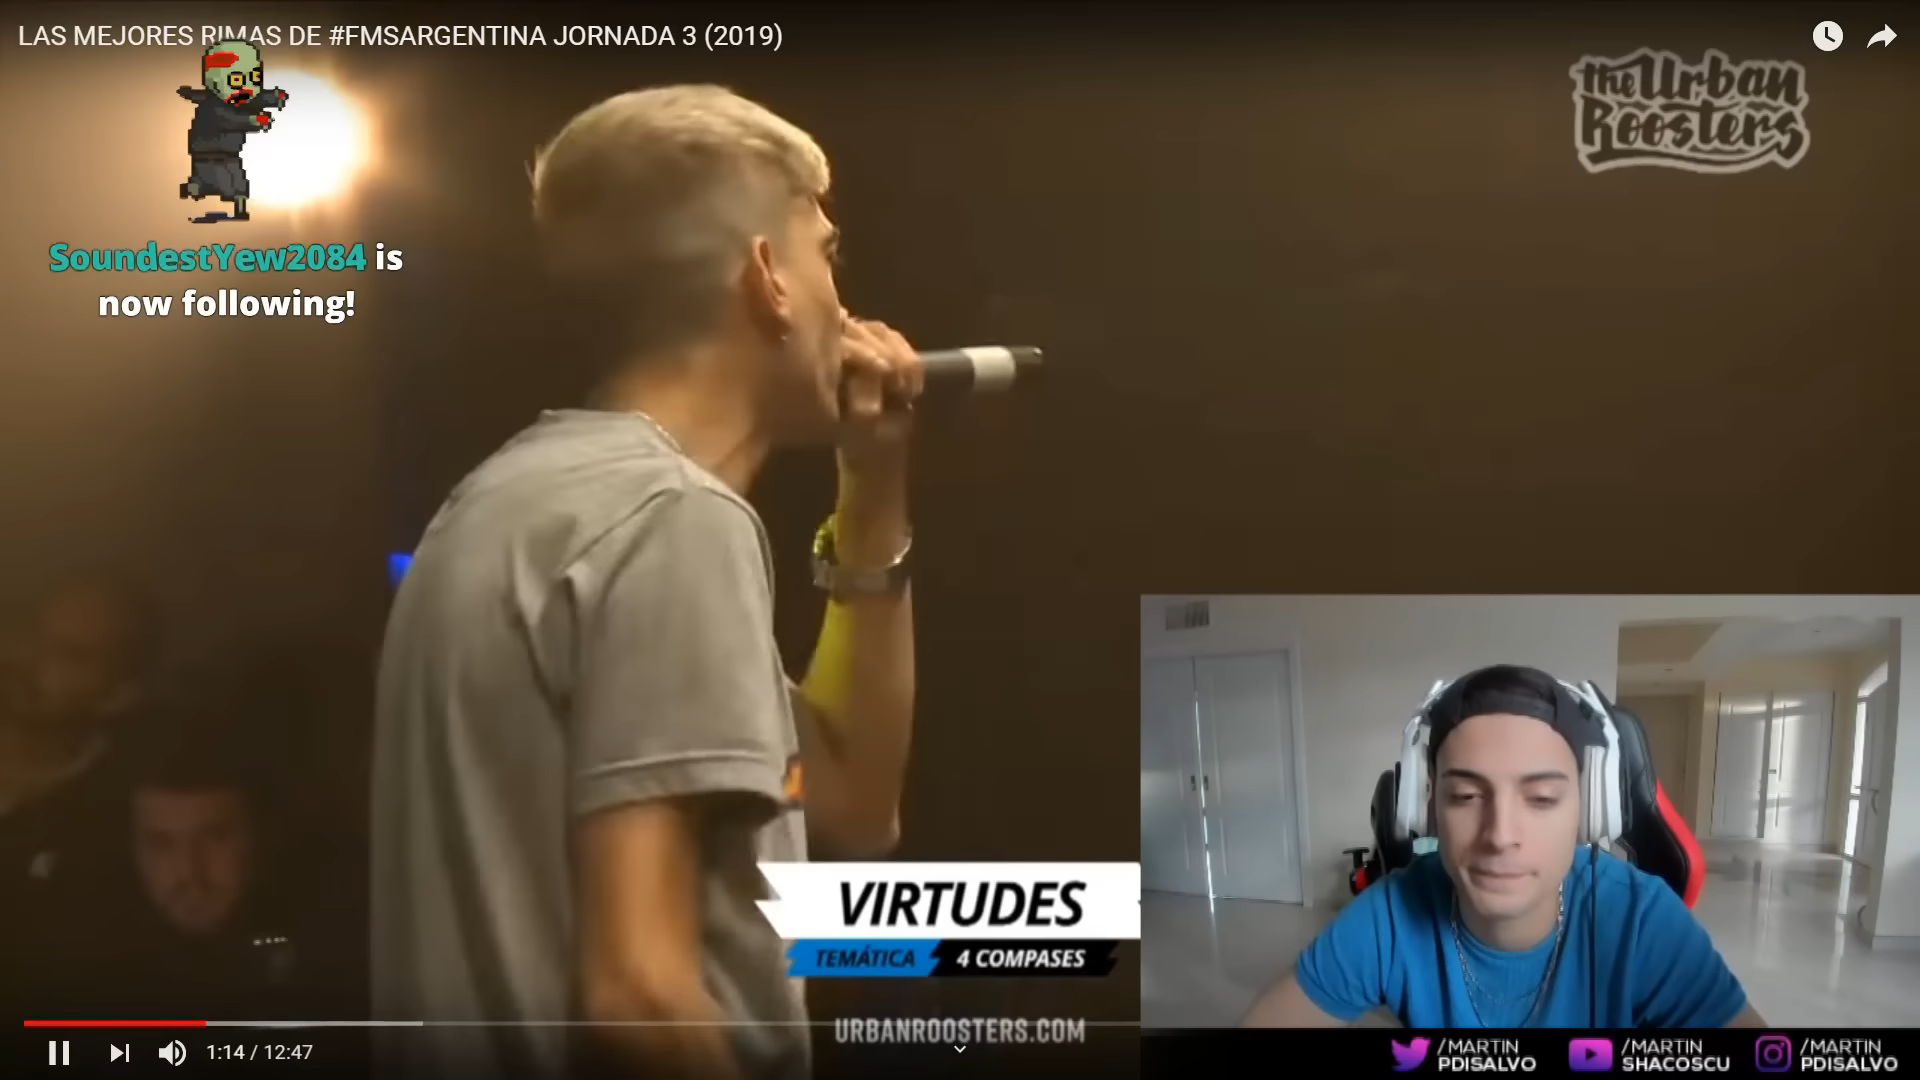 LAS MEJORES RIMAS DE #FMSARGENTINA JORNADA 3 (2019)
the Urban
Roosters
SoundestYew2084 is
now following!
VIRTUDES
TEMÁTICA 4 COMPASES
URBANROOSTERS.COM
1:14 / 12:47
/MARTIN
PDISALVO
/MARTIN
SHACOSCU
/MARTIN
PDISALVO